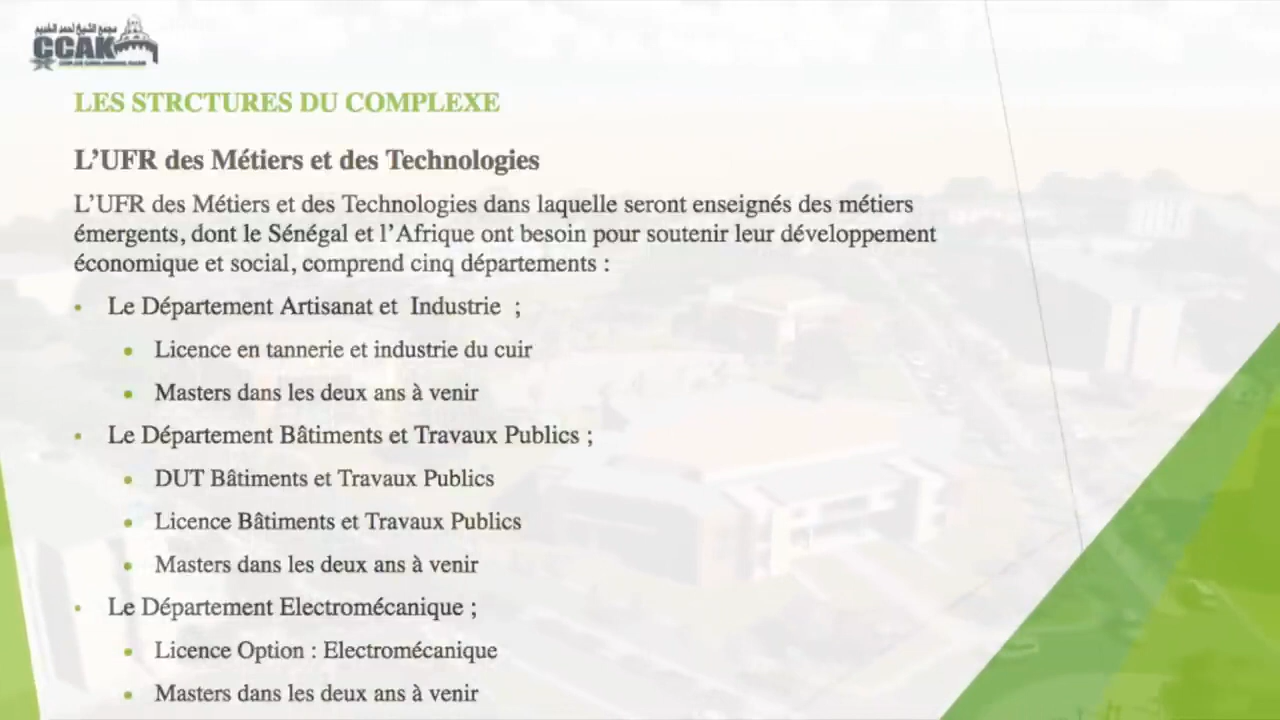 مجمع الشيخ أحمد الخديم
CCAK
LES STRCTURES DU COMPLEXE
L’UFR des Métiers et des Technologies
L’UFR des Métiers et des Technologies dans laquelle seront enseignés des métiers
émergents, dont le Sénégal et l’Afrique ont besoin pour soutenir leur développement
économique et social, comprend cinq départements :
• Le Département Artisanat et Industrie ;
• Licence en tannerie et industrie du cuir
• Masters dans les deux ans à venir
• Le Département Bâtiments et Travaux Publics ;
• DUT Bâtiments et Travaux Publics
• Licence Bâtiments et Travaux Publics
• Masters dans les deux ans à venir
• Le Département Electromécanique ;
• Licence Option : Electromécanique
• Masters dans les deux ans à venir